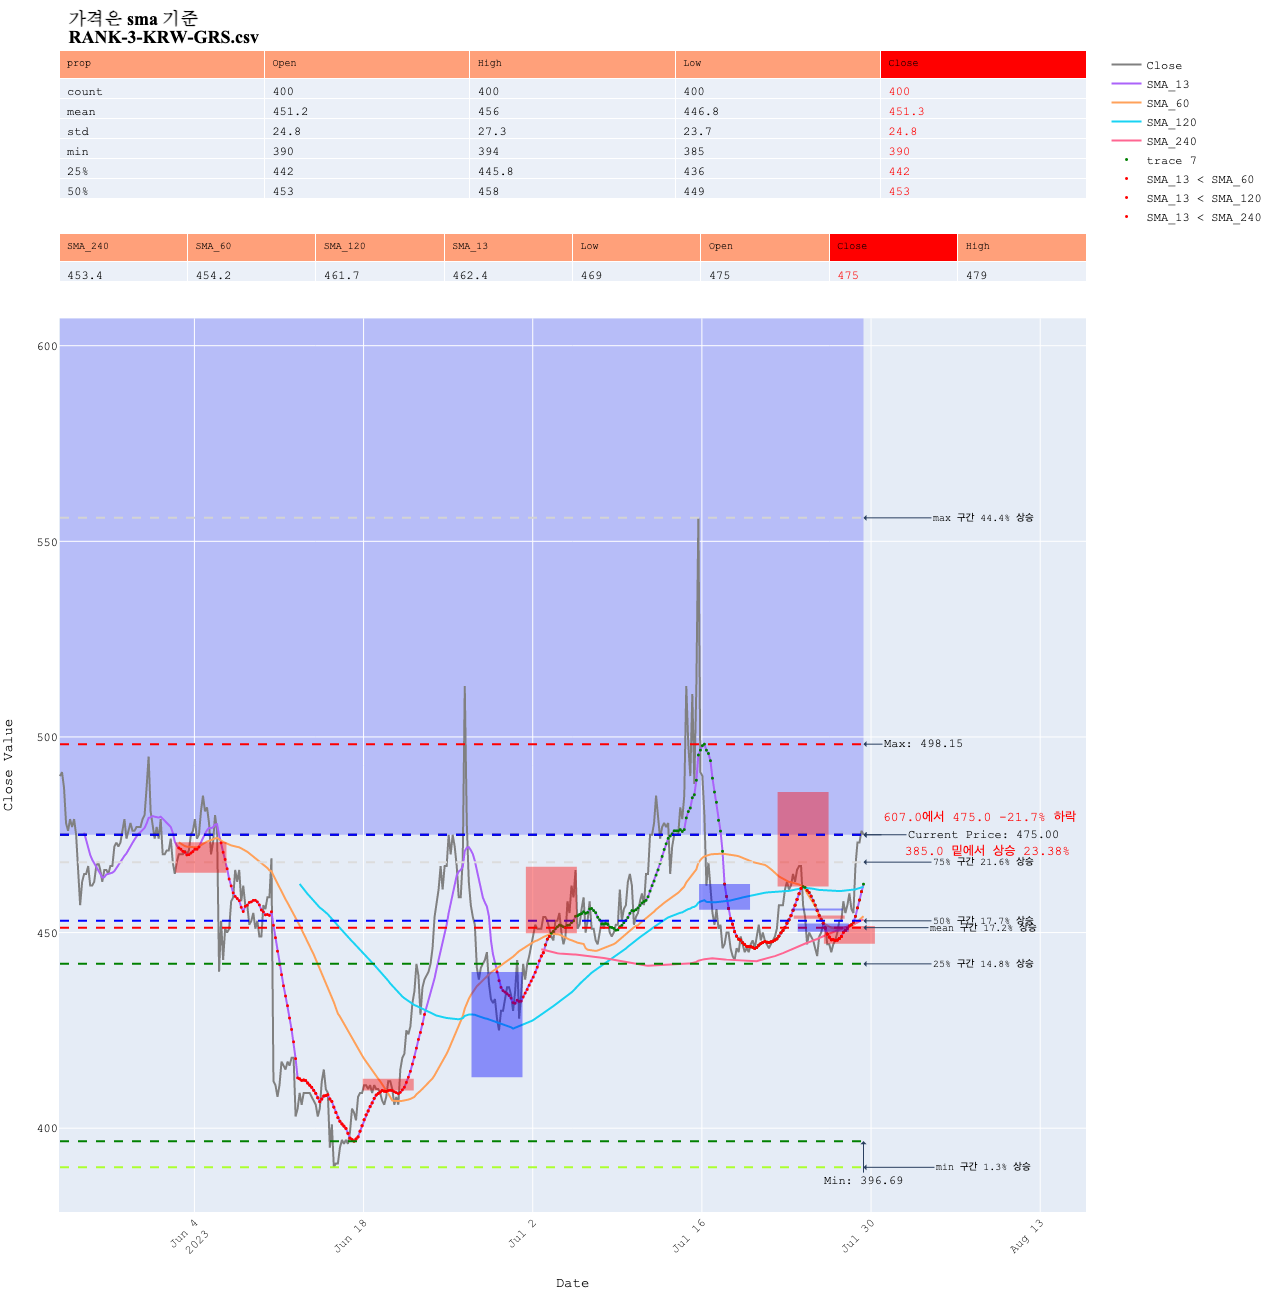 가격은 sma 기준
RANK-3-KRW-GRS.csv
prop Open High Low Close
count 400 400 400 400
mean 451.2 456 446.8 451.3
std 24.8 27.3 23.7 24.8
min 390 394 385 390
25% 442 445.8 436 442
50% 453 458 449 453
Close
SMA_13
SMA_60
SMA_120
SMA_240
trace 7
SMA_13 < SMA_60
SMA_13 < SMA_120
SMA_13 < SMA_240
SMA_240 SMA_60 SMA_120 SMA_13 Low Open Close High
453.4 454.2 461.7 462.4 469 475 475 479
600
550
500
450
400
Close Value
max 구간 44.4% 상승
Max: 498.15
607.0에서 475.0 -21.7% 하락
Current Price: 475.00
385.0 밑에서 상승 23.38%
75% 구간 21.6% 상승
50% 구간 17.7% 상승
mean 구간 17.2% 상승
25% 구간 14.8% 상승
min 구간 1.3% 상승
Min: 396.69
Jun 4
2023
Jun 18
Jul 2
Jul 16
Jul 30
Aug 13
Date